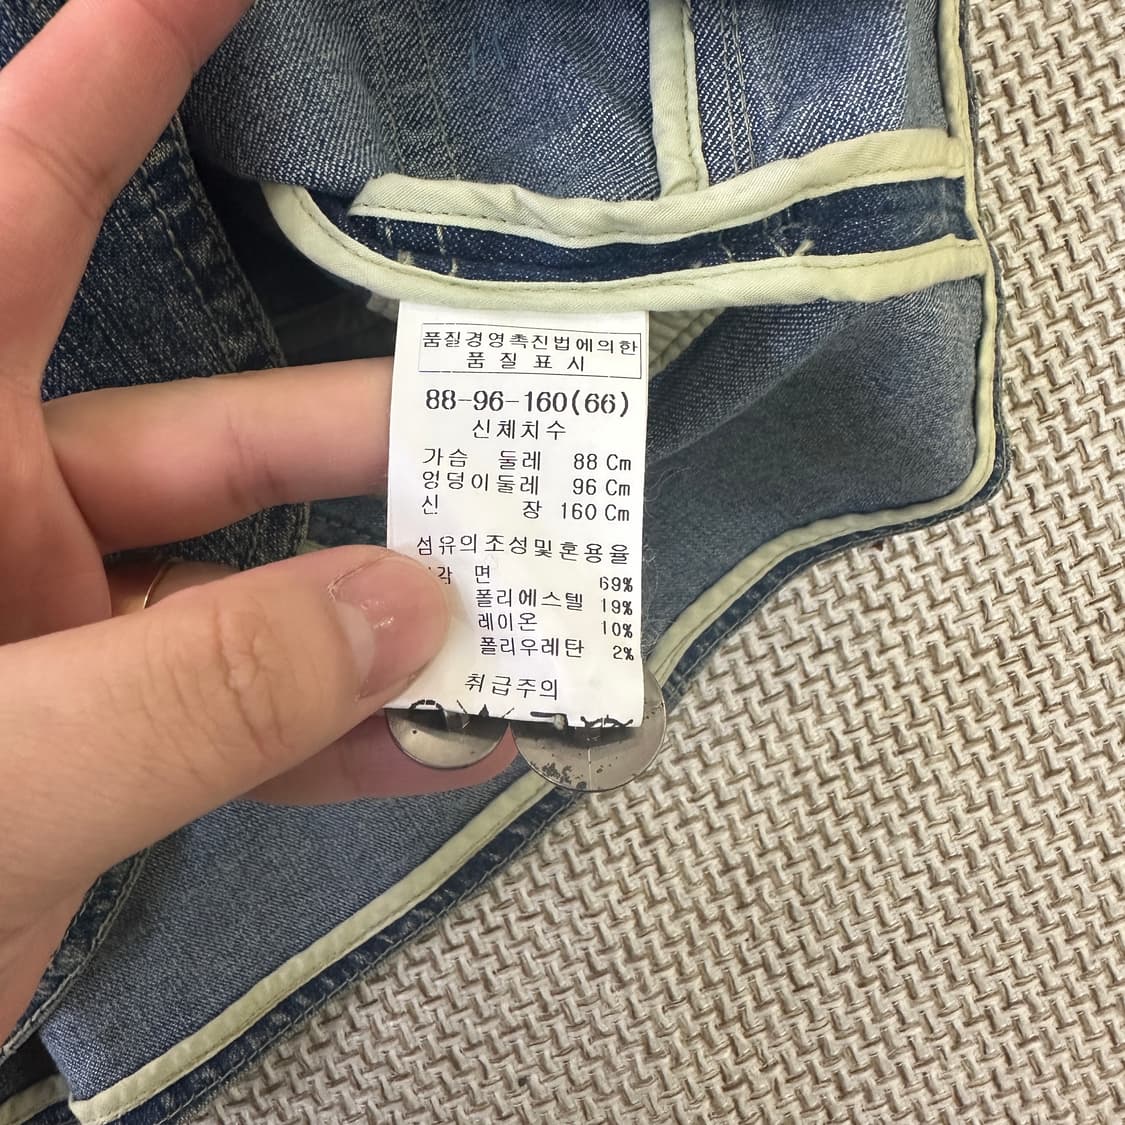 품질경영촉진법에의한
품 질 표 시
88-96-160(66)
신체치수
가슴 둘레 88 Cm
엉덩이둘레 96 Cm
신 장 160 Cm
섬유의조성및혼용율
면 69%
폴리에스텔 19%
레이온 10%
폴리우레탄 2%
취급주의